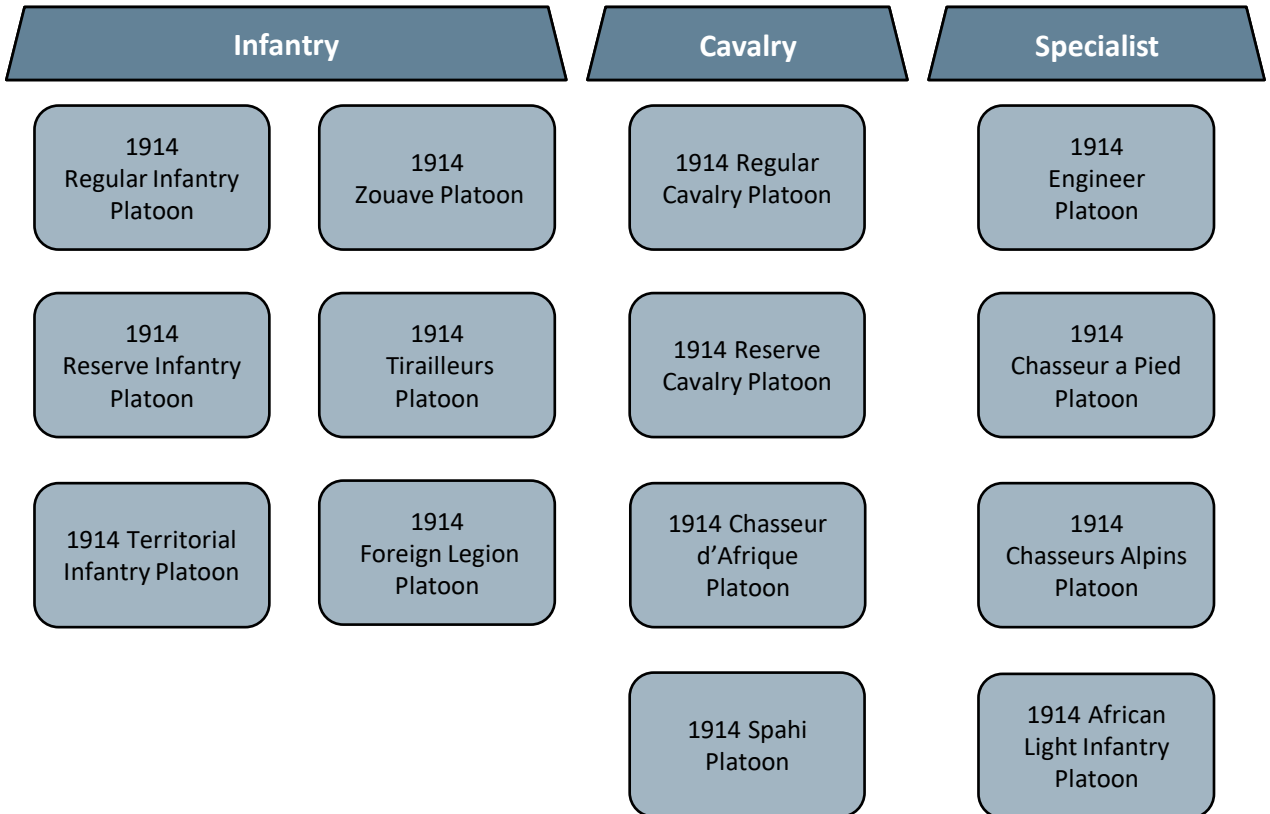 Infantry
Cavalry
Specialist
1914
Regular Infantry
Platoon
1914
Zouave Platoon
1914 Regular
Cavalry Platoon
1914
Engineer
Platoon
1914
Reserve Infantry
Platoon
1914
Tirailleurs
Platoon
1914 Reserve
Cavalry Platoon
1914
Chasseur a Pied
Platoon
1914 Territorial
Infantry Platoon
1914
Foreign Legion
Platoon
1914 Chasseur
d’Afrique
Platoon
1914
Chasseurs Alpins
Platoon
1914 Spahi
Platoon
1914 African
Light Infantry
Platoon